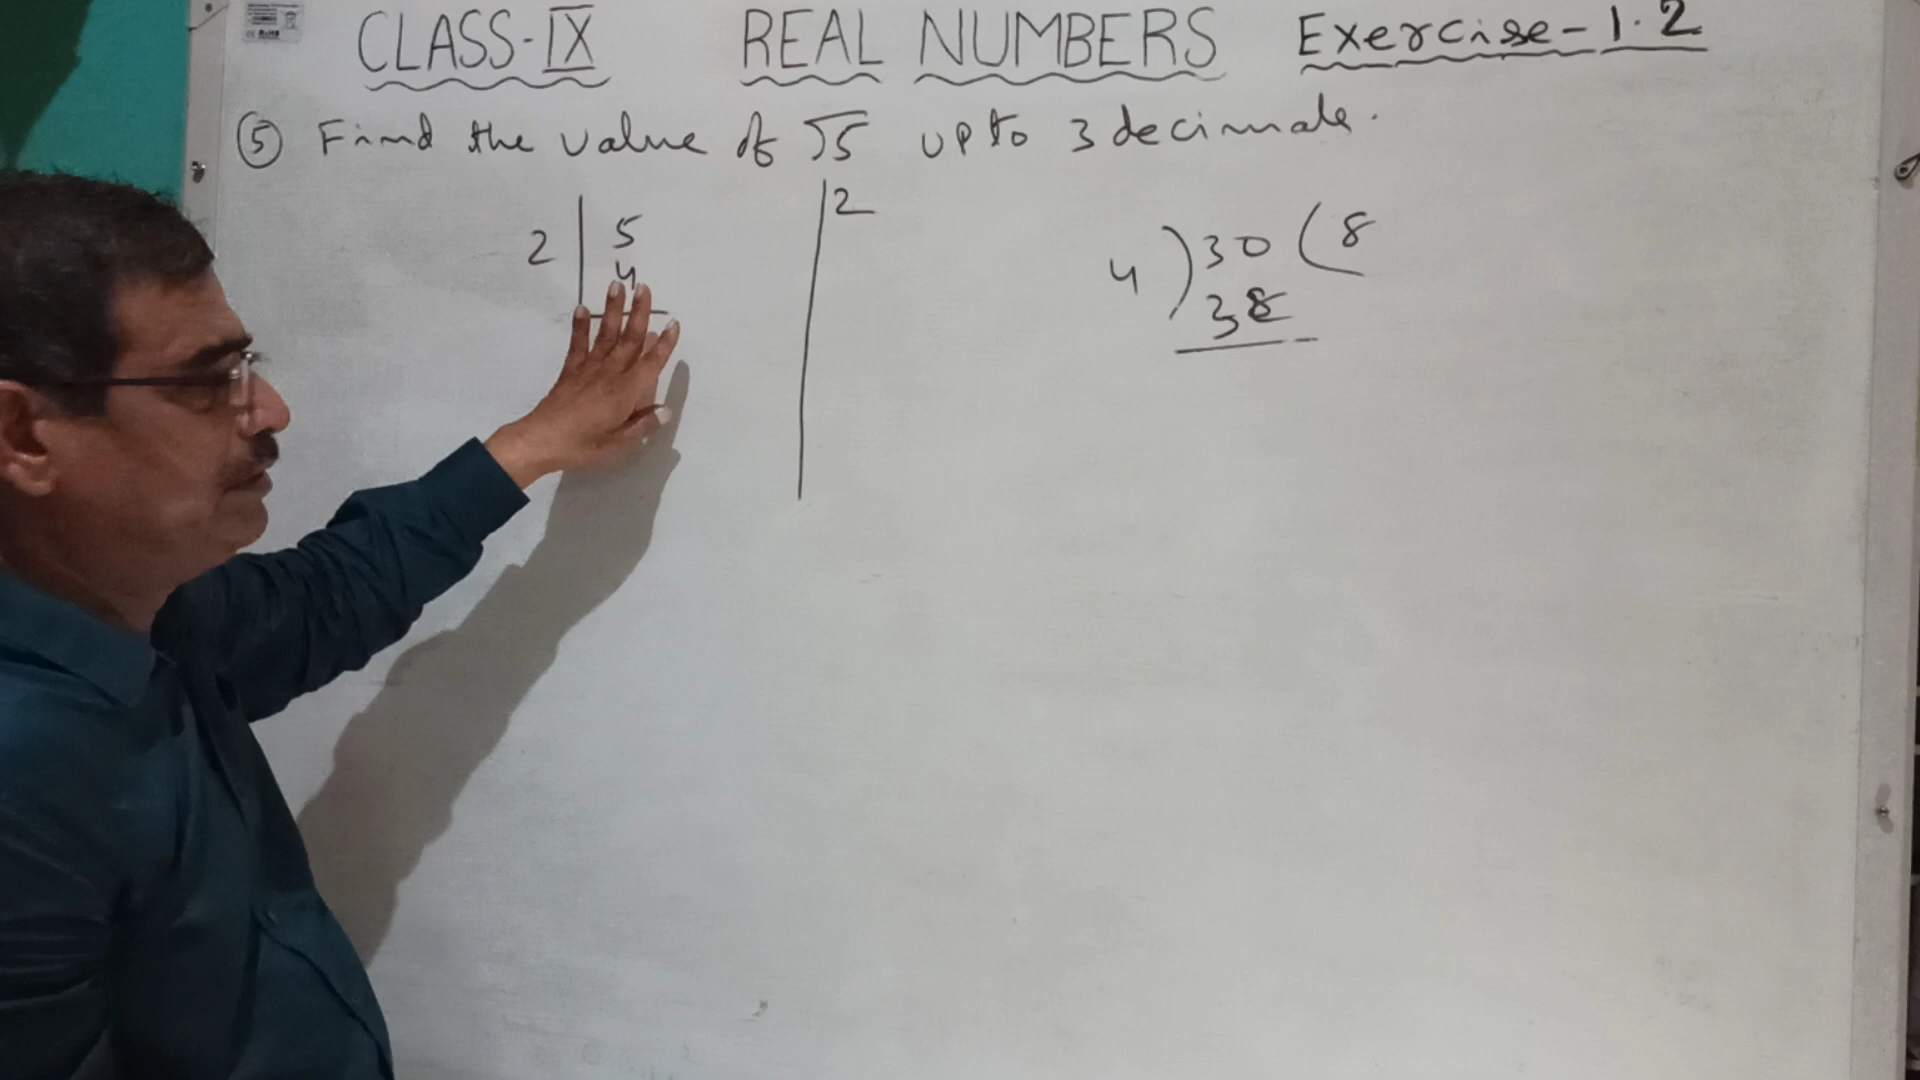 CLASS-IX REAL NUMBERS Exercise-1.2
⑤ Find the value of √5 upto 3 decimals.
2 | 5 | 2
4
4 ) 30 ( 8
38